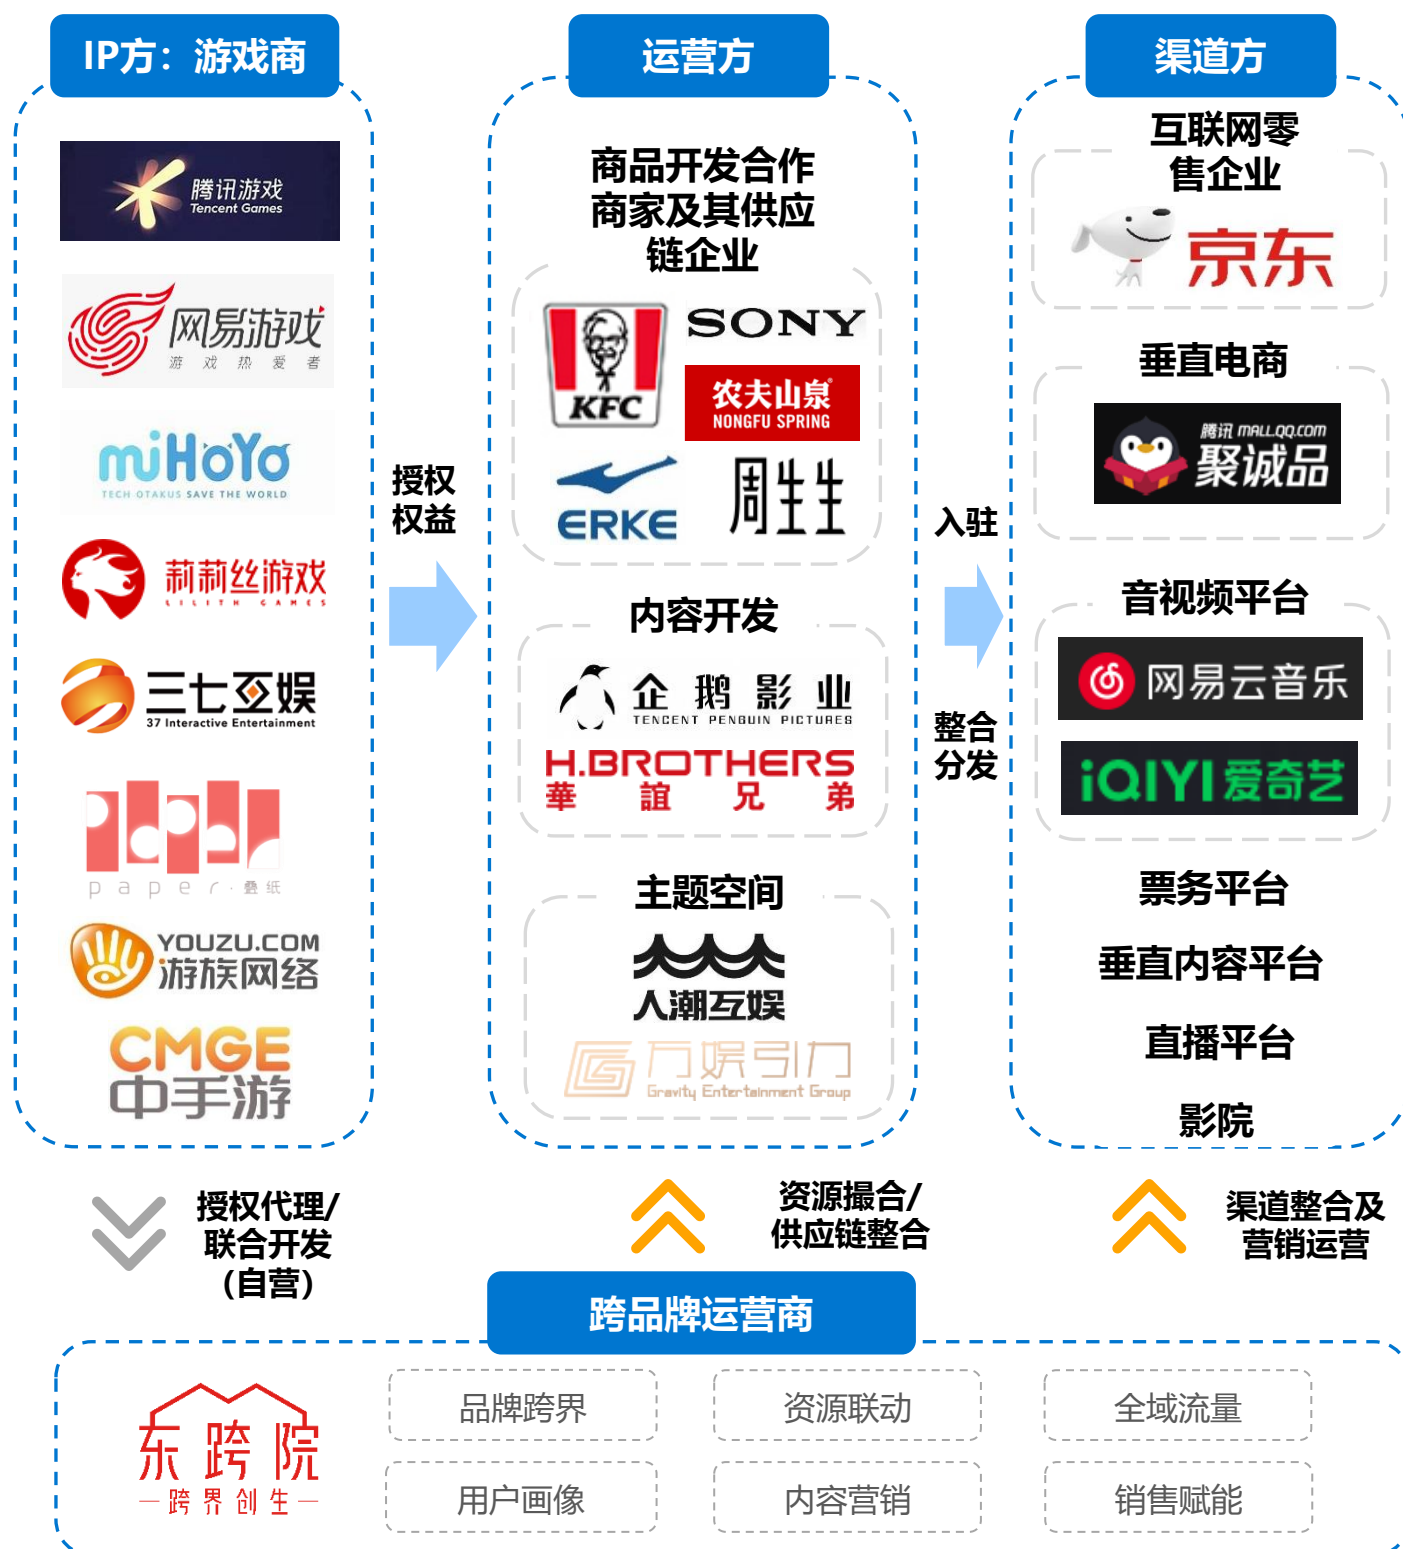 IP方：游戏商
腾讯游戏
Tencent Games
网易游戏
游戏热爱者
miHoYo
TECH OTAKUS SAVE THE WORLD
莉莉丝游戏
LILITH GAMES
三七互娱
37 Interactive Entertainment
paper·叠纸
YOUZU.COM
游族网络
CMGE
中手游
授权
权益
运营方
商品开发合作
商家及其供应
链企业
KFC
SONY
农夫山泉
NONGFU SPRING
ERKE
周生生
内容开发
企鹅影业
TENCENT PENGUIN PICTURES
H.BROTHERS
華誼兄弟
主题空间
人潮互娱
万娱引力
Gravity Entertainment Group
入驻
整合
分发
渠道方
互联网零
售企业
京东
垂直电商
腾讯 MALL.QQ.COM
聚诚品
音视频平台
网易云音乐
iQIYI 爱奇艺
票务平台
垂直内容平台
直播平台
影院
授权代理/
联合开发
（自营）
资源撮合/
供应链整合
渠道整合及
营销运营
跨品牌运营商
东跨院
—跨界创生—
品牌跨界
资源联动
全域流量
用户画像
内容营销
销售赋能